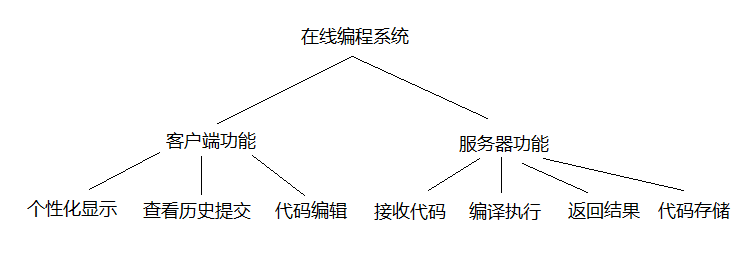 在线编程系统
客户端功能
服务器功能
个性化显示
查看历史提交
代码编辑
接收代码
编译执行
返回结果
代码存储